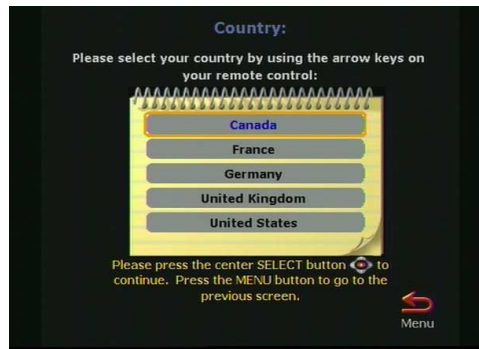 Country:
Please select your country by using the arrow keys on
your remote control:
Canada
France
Germany
United Kingdom
United States
Please press the center SELECT button to
continue. Press the MENU button to go to the
previous screen.
Menu